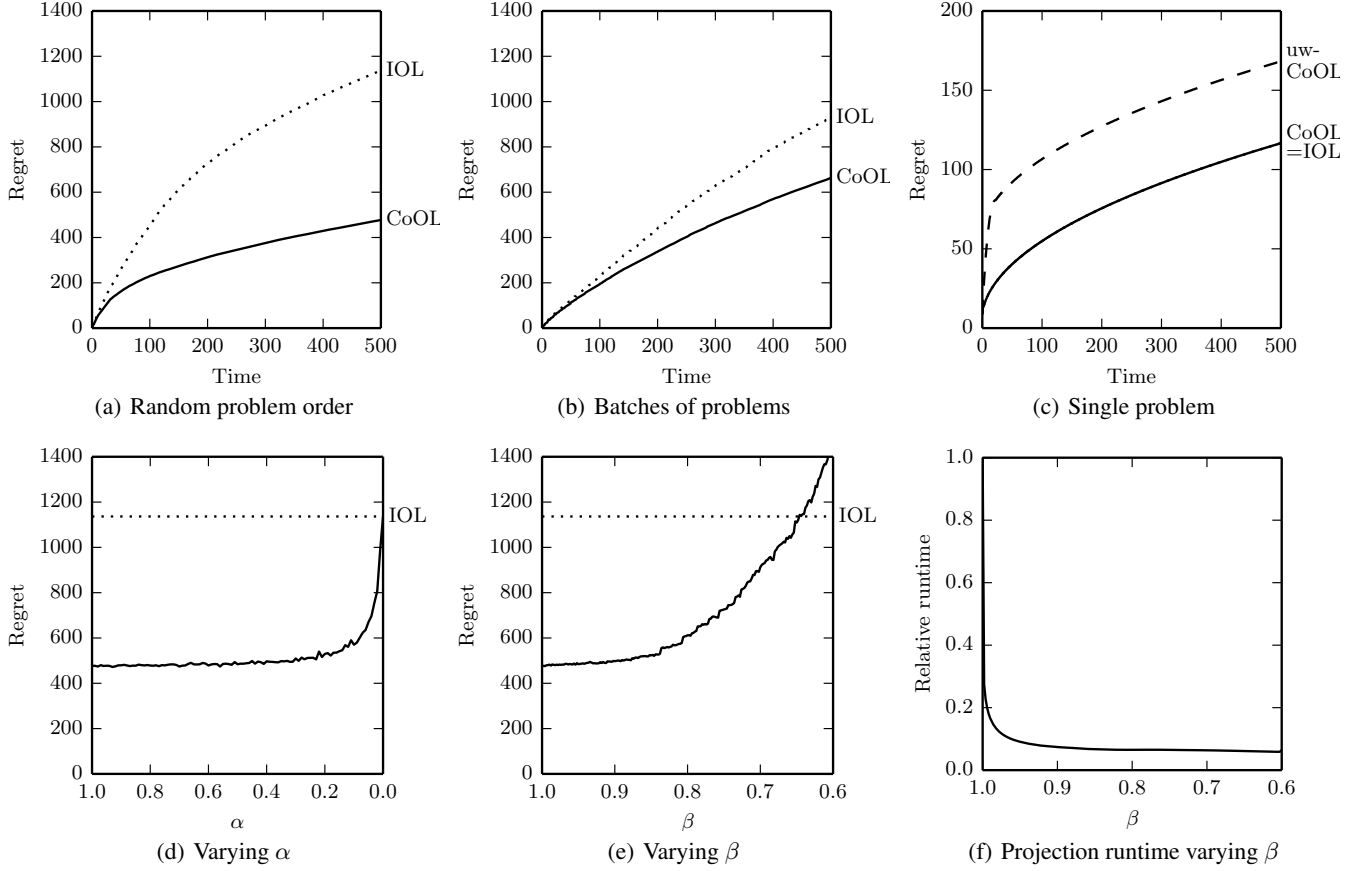 1400
1200
1000
800
600
400
200
0
Regret
IOL
CoOL
0 100 200 300 400 500
Time
(a) Random problem order
1400
1200
1000
800
600
400
200
0
Regret
IOL
CoOL
0 100 200 300 400 500
Time
(b) Batches of problems
200
150
100
50
0
Regret
uw-
CoOL
CoOL
=IOL
0 100 200 300 400 500
Time
(c) Single problem
1400
1200
1000
800
600
400
200
0
Regret
IOL
1.0 0.8 0.6 0.4 0.2 0.0
α
(d) Varying α
1400
1200
1000
800
600
400
200
0
Regret
IOL
1.0 0.9 0.8 0.7 0.6
β
(e) Varying β
1.0
0.8
0.6
0.4
0.2
0.0
Relative runtime
1.0 0.9 0.8 0.7 0.6
β
(f) Projection runtime varying β